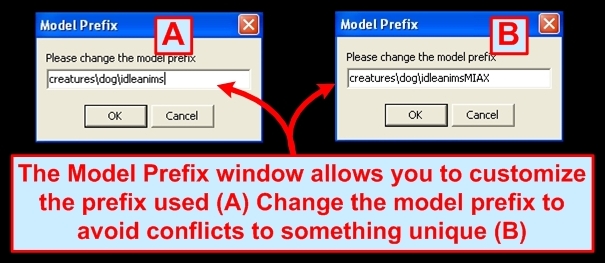 Model Prefix
A
Please change the model prefix
creatures\dog\idleanims
OK Cancel
Model Prefix
B
Please change the model prefix
creatures\dog\idleanimsMIAX
OK Cancel
The Model Prefix window allows you to customize
the prefix used (A) Change the model prefix to
avoid conflicts to something unique (B)